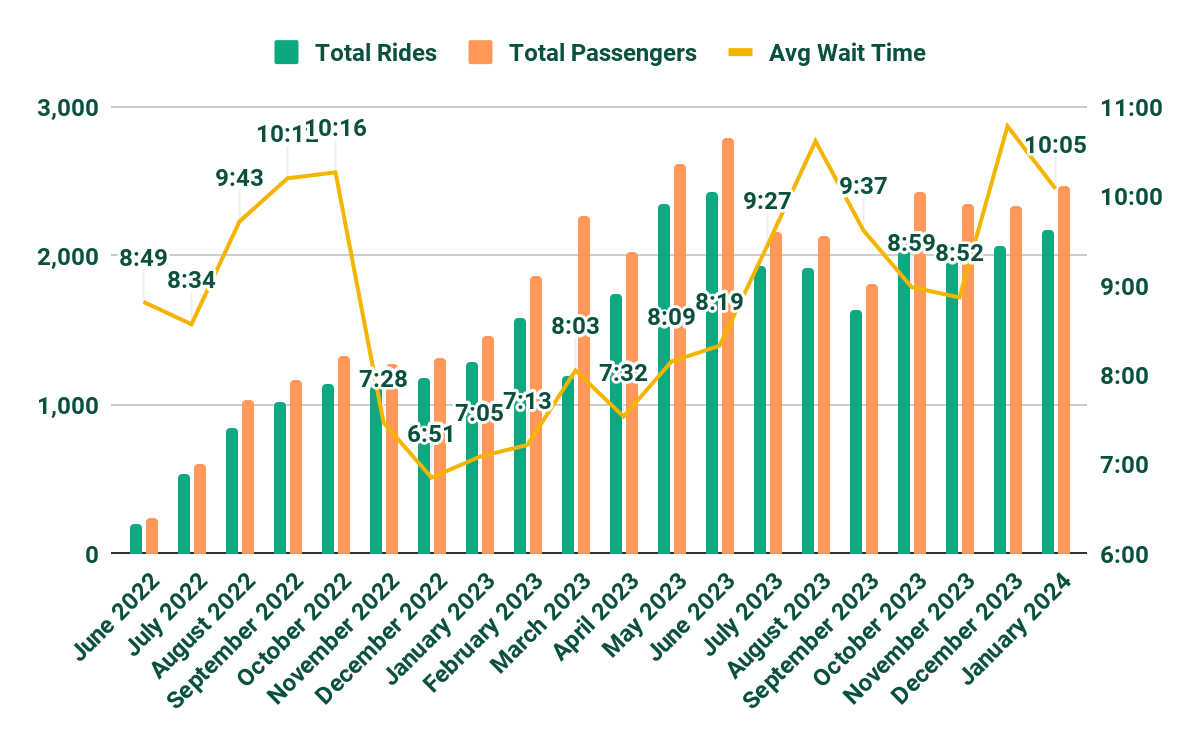 Total Rides Total Passengers Avg Wait Time
3,000
2,000
1,000
0
11:00
10:00
9:00
8:00
7:00
6:00
8:49
8:34
9:43
10:16
7:28
6:51
7:05
7:13
8:03
7:32
8:09
8:19
9:27
9:37
8:59
8:52
10:05
June 2022
July 2022
August 2022
September 2022
October 2022
November 2022
December 2022
January 2023
February 2023
March 2023
April 2023
May 2023
June 2023
July 2023
August 2023
September 2023
October 2023
November 2023
December 2023
January 2024